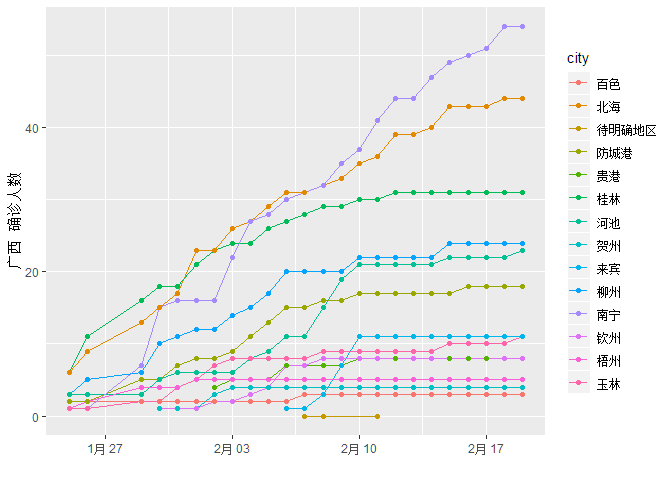 广西 确诊人数
40
20
0
1月 27
2月 03
2月 10
2月 17
city
百色
北海
待明确地区
防城港
贵港
桂林
河池
贺州
来宾
柳州
南宁
钦州
梧州
玉林